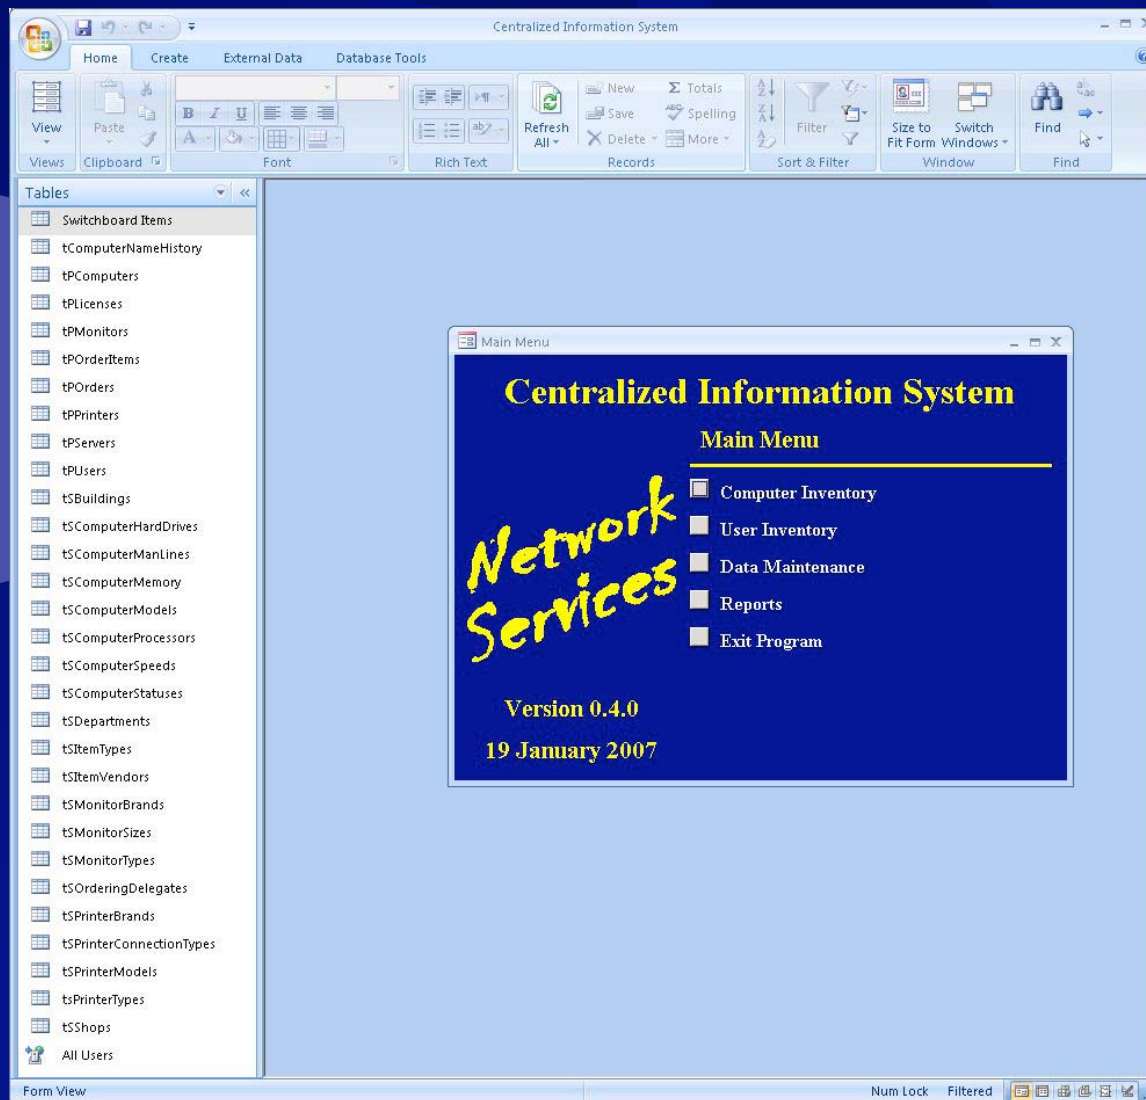 Centralized Information System
Home Create External Data Database Tools
View
Paste
B I U
A
New
Save
Delete
Σ Totals
Spelling
More
Refresh
All
Filter
Size to
Fit Form
Switch
Windows
Find
Views Clipboard Font Rich Text Records Sort & Filter Window Find
Tables
Switchboard Items
tComputerNameHistory
tPComputers
tPLicenses
tPMonitors
tPOrderItems
tPOrders
tPPrinters
tPServers
tPUsers
tSBuildings
tSComputerHardDrives
tSComputerManLines
tSComputerMemory
tSComputerModels
tSComputerProcessors
tSComputerSpeeds
tSComputerStatuses
tSDepartments
tSItemTypes
tSItemVendors
tSMonitorBrands
tSMonitorSizes
tSMonitorTypes
tSOrderingDelegates
tSPrinterBrands
tSPrinterConnectionTypes
tSPrinterModels
tsPrinterTypes
tSShops
All Users
Main Menu
Centralized Information System
Main Menu
Network
Services
Computer Inventory
User Inventory
Data Maintenance
Reports
Exit Program
Version 0.4.0
19 January 2007
Form View Num Lock Filtered